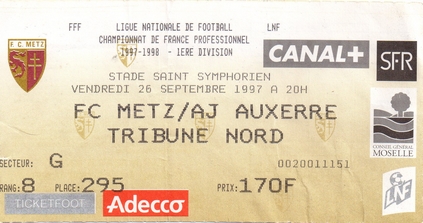 FFF LIGUE NATIONALE DE FOOTBALL LNF
CHAMPIONNAT DE FRANCE PROFESSIONNEL
1997-1998 - 1ERE DIVISION
F.C. METZ
CANAL+
SFR
STADE SAINT SYMPHORIEN
VENDREDI 26 SEPTEMBRE 1997 A 20H
FC METZ/AJ AUXERRE
TRIBUNE NORD
CONSEIL GÉNÉRAL
MOSELLE
SECTEUR: G 0020011151
RANG: 8 PLACE: 295 PRIX: 170F
TICKETFOOT
Adecco
LNF